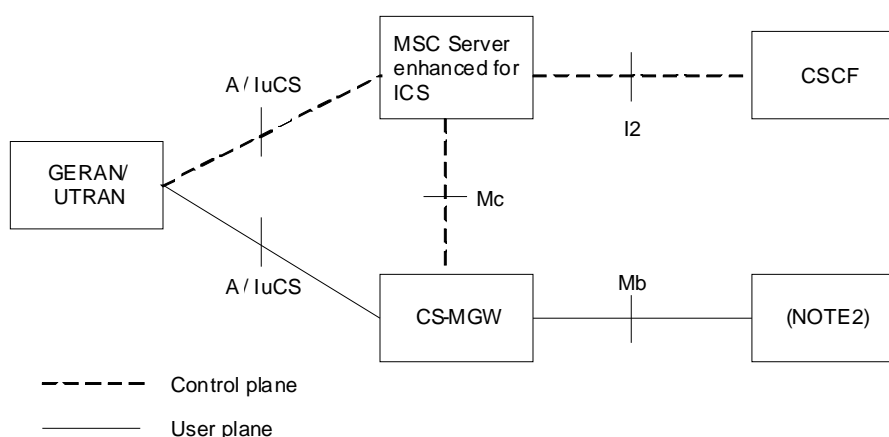 MSC Server
enhanced for
ICS
CSCF
A / IuCS
I2
GERAN/
UTRAN
Mc
A / IuCS
CS-MGW
Mb
(NOTE2)
Control plane
User plane